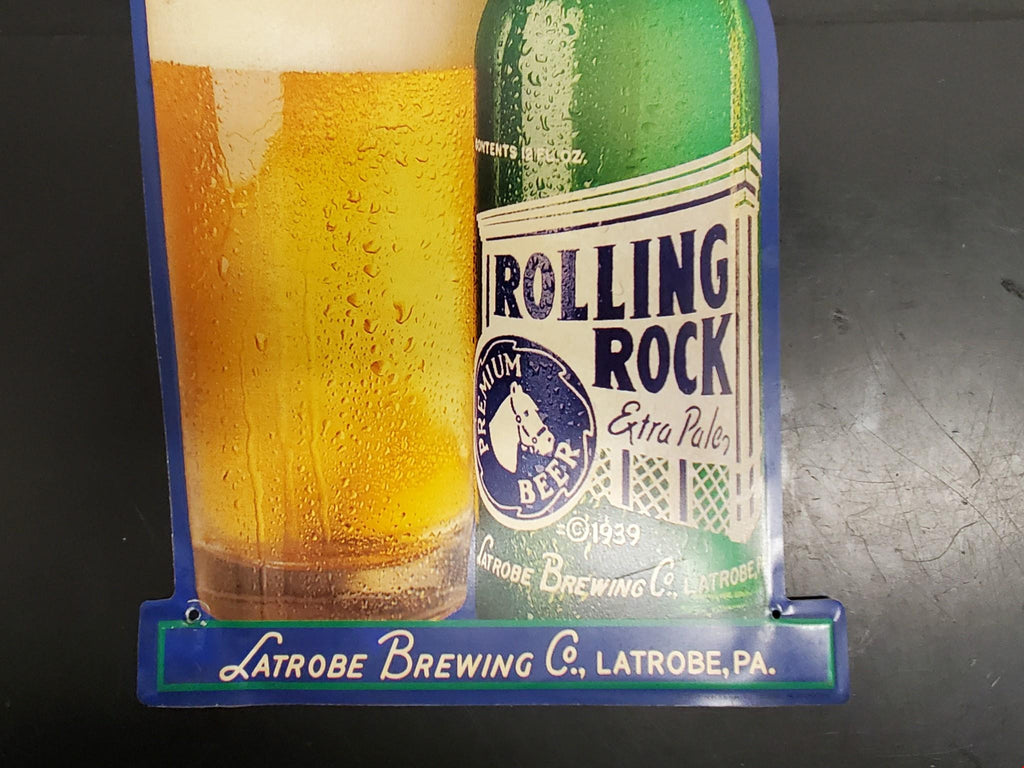 CONTENTS 12 FL. OZ.
ROLLING
ROCK
Extra Pale
PREMIUM
BEER
©1939
LATROBE BREWING Co., LATROBE,
LATROBE BREWING Co., LATROBE, PA.